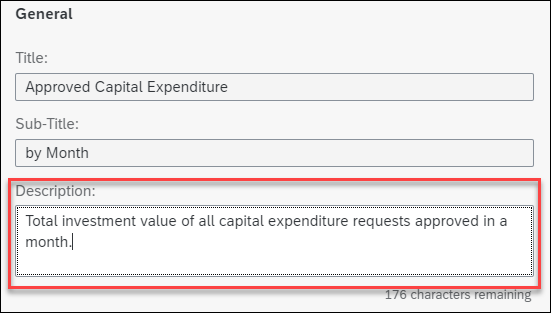 General
Title:
Approved Capital Expenditure
Sub-Title:
by Month
Description:
Total investment value of all capital expenditure requests approved in a
month.
176 characters remaining